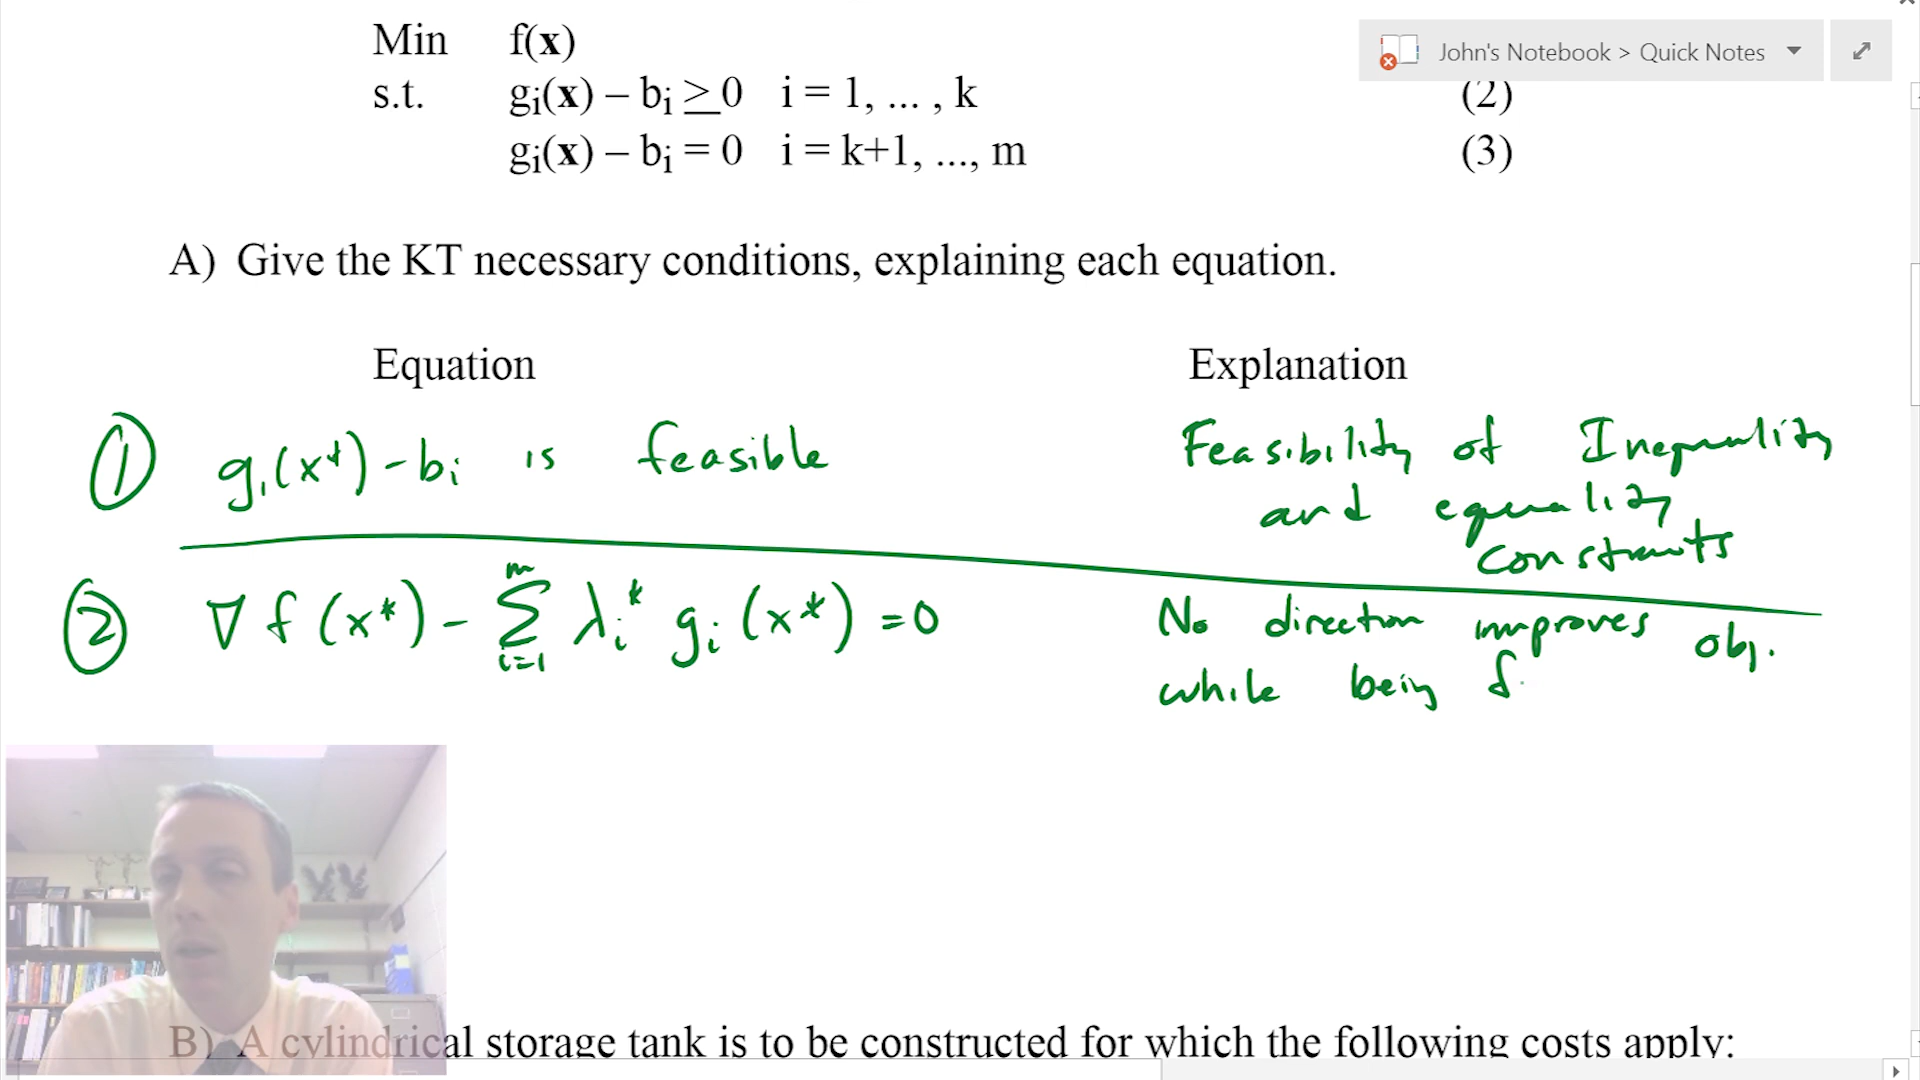 Min f(x)
John's Notebook > Quick Notes
s.t. gᵢ(x) – bᵢ ≥ 0 i = 1, ... , k (2)
gᵢ(x) – bᵢ = 0 i = k+1, ..., m (3)
A) Give the KT necessary conditions, explaining each equation.
Equation Explanation
① gᵢ(x*) - bᵢ is feasible
Feasibility of Inequality
and equality
constraints
② ∇f(x*) - Σᵢ₌₁ᵐ λᵢ* gᵢ(x*) = 0
No direction improves obj.
while being f
B) A cylindrical storage tank is to be constructed for which the following costs apply: